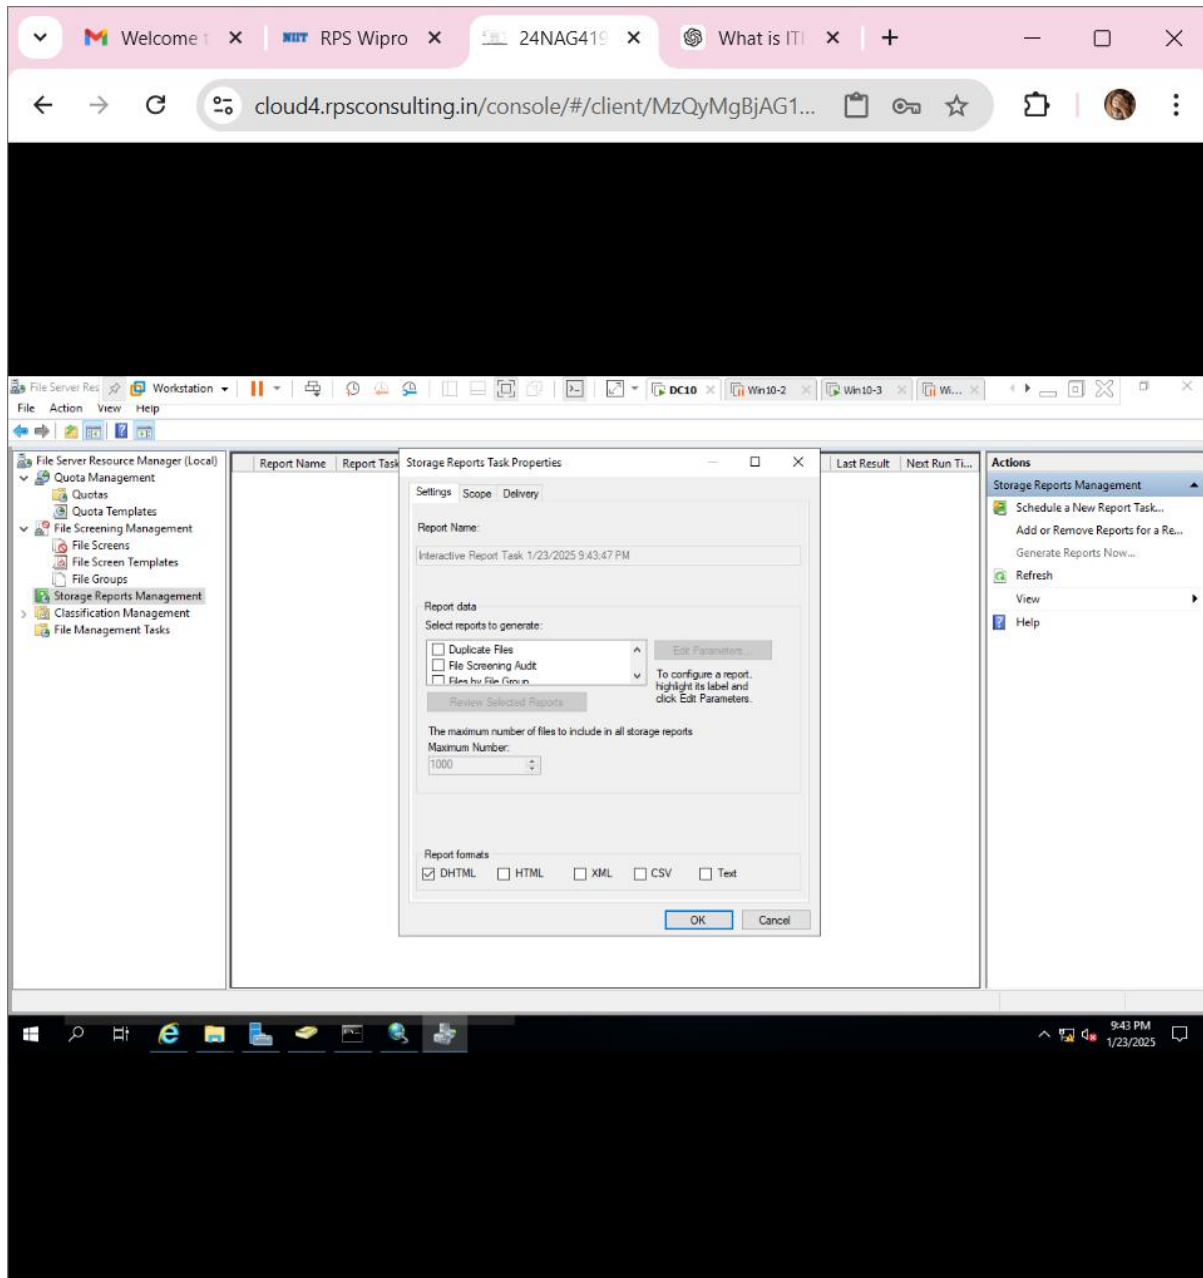 Welcome t
NIIT RPS Wipro
24NAG419
What is ITI
cloud4.rpsconsulting.in/console/#/client/MzQyMgBjAG1...
File Server Res
Workstation
DC10
Win10-2
Win10-3
Wi...
File Action View Help
File Server Resource Manager (Local)
Quota Management
Quotas
Quota Templates
File Screening Management
File Screens
File Screen Templates
File Groups
Storage Reports Management
Classification Management
File Management Tasks
Report Name Report Task
Last Result Next Run Ti...
Storage Reports Task Properties
Settings Scope Delivery
Report Name:
Interactive Report Task 1/23/2025 9:43:47 PM
Report data
Select reports to generate:
Duplicate Files
File Screening Audit
Files by File Group
Edit Parameters...
To configure a report,
highlight its label and
click Edit Parameters.
Review Selected Reports
The maximum number of files to include in all storage reports
Maximum Number:
1000
Report formats
DHTML HTML XML CSV Text
OK Cancel
Actions
Storage Reports Management
Schedule a New Report Task...
Add or Remove Reports for a Re...
Generate Reports Now...
Refresh
View
Help
9:43 PM
1/23/2025